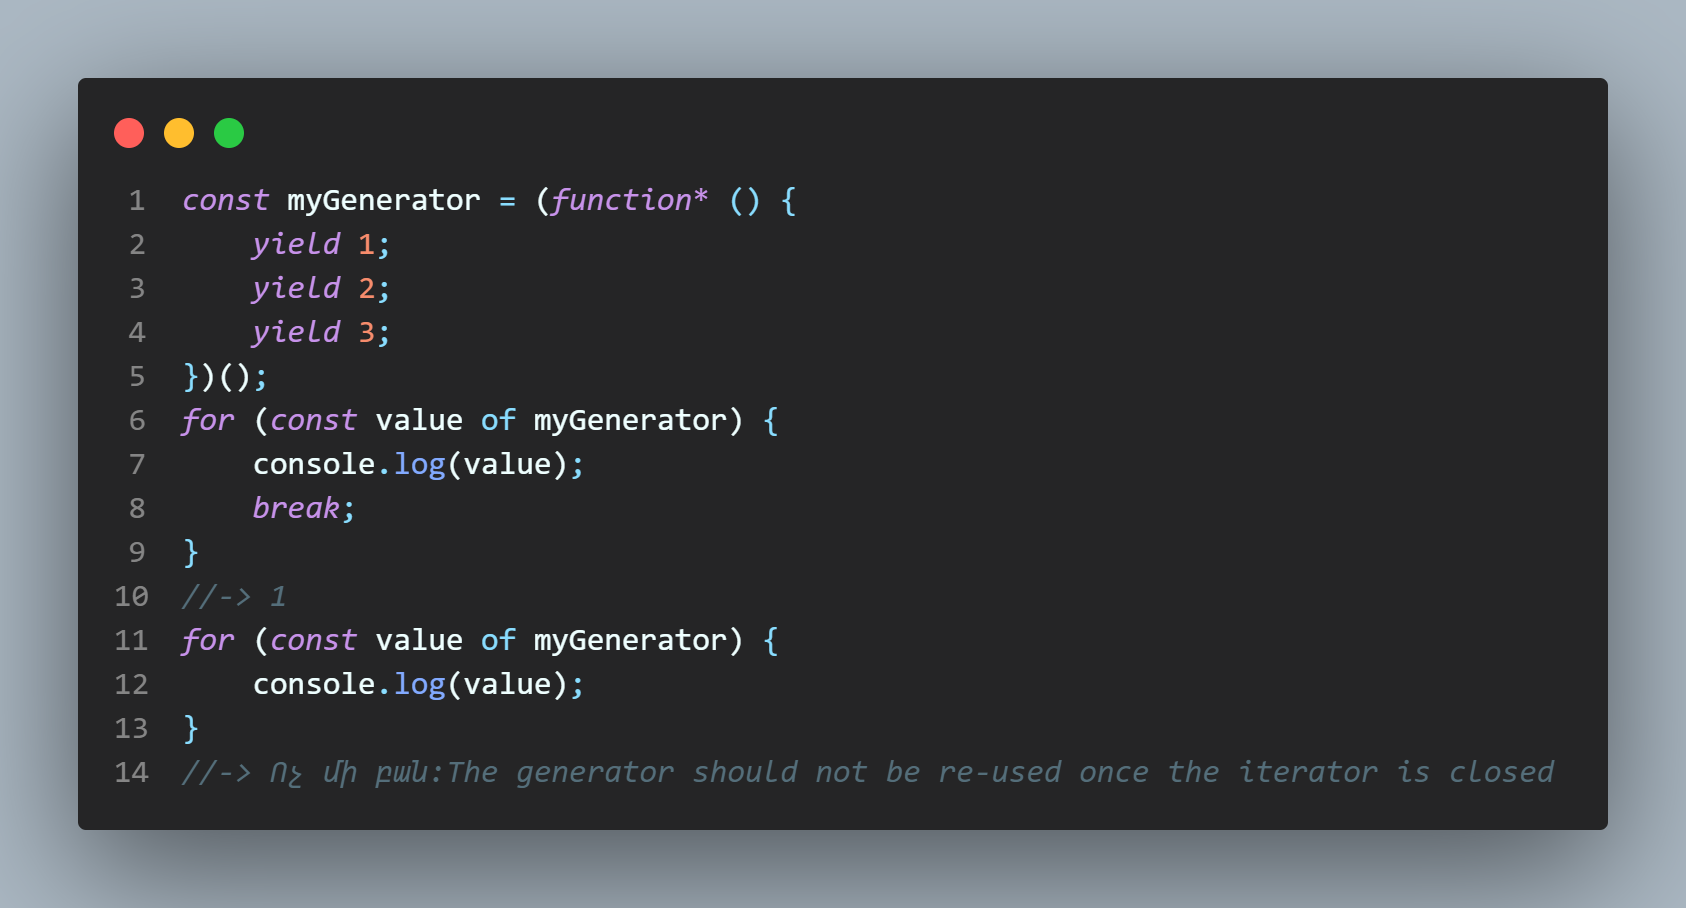 1 const myGenerator = (function* () {
2     yield 1;
3     yield 2;
4     yield 3;
5 })();
6 for (const value of myGenerator) {
7     console.log(value);
8     break;
9 }
10 //-> 1
11 for (const value of myGenerator) {
12     console.log(value);
13 }
14 //-> Ոչ մի բան:The generator should not be re-used once the iterator is closed